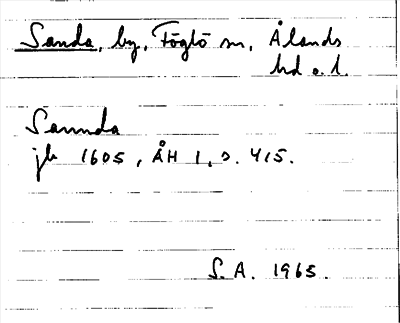 Sanda, by, Föglö sn, Ålands
hd o. l.
Sannda
jb 1605, ÅH 1, s. 415.
S. A. 1965.